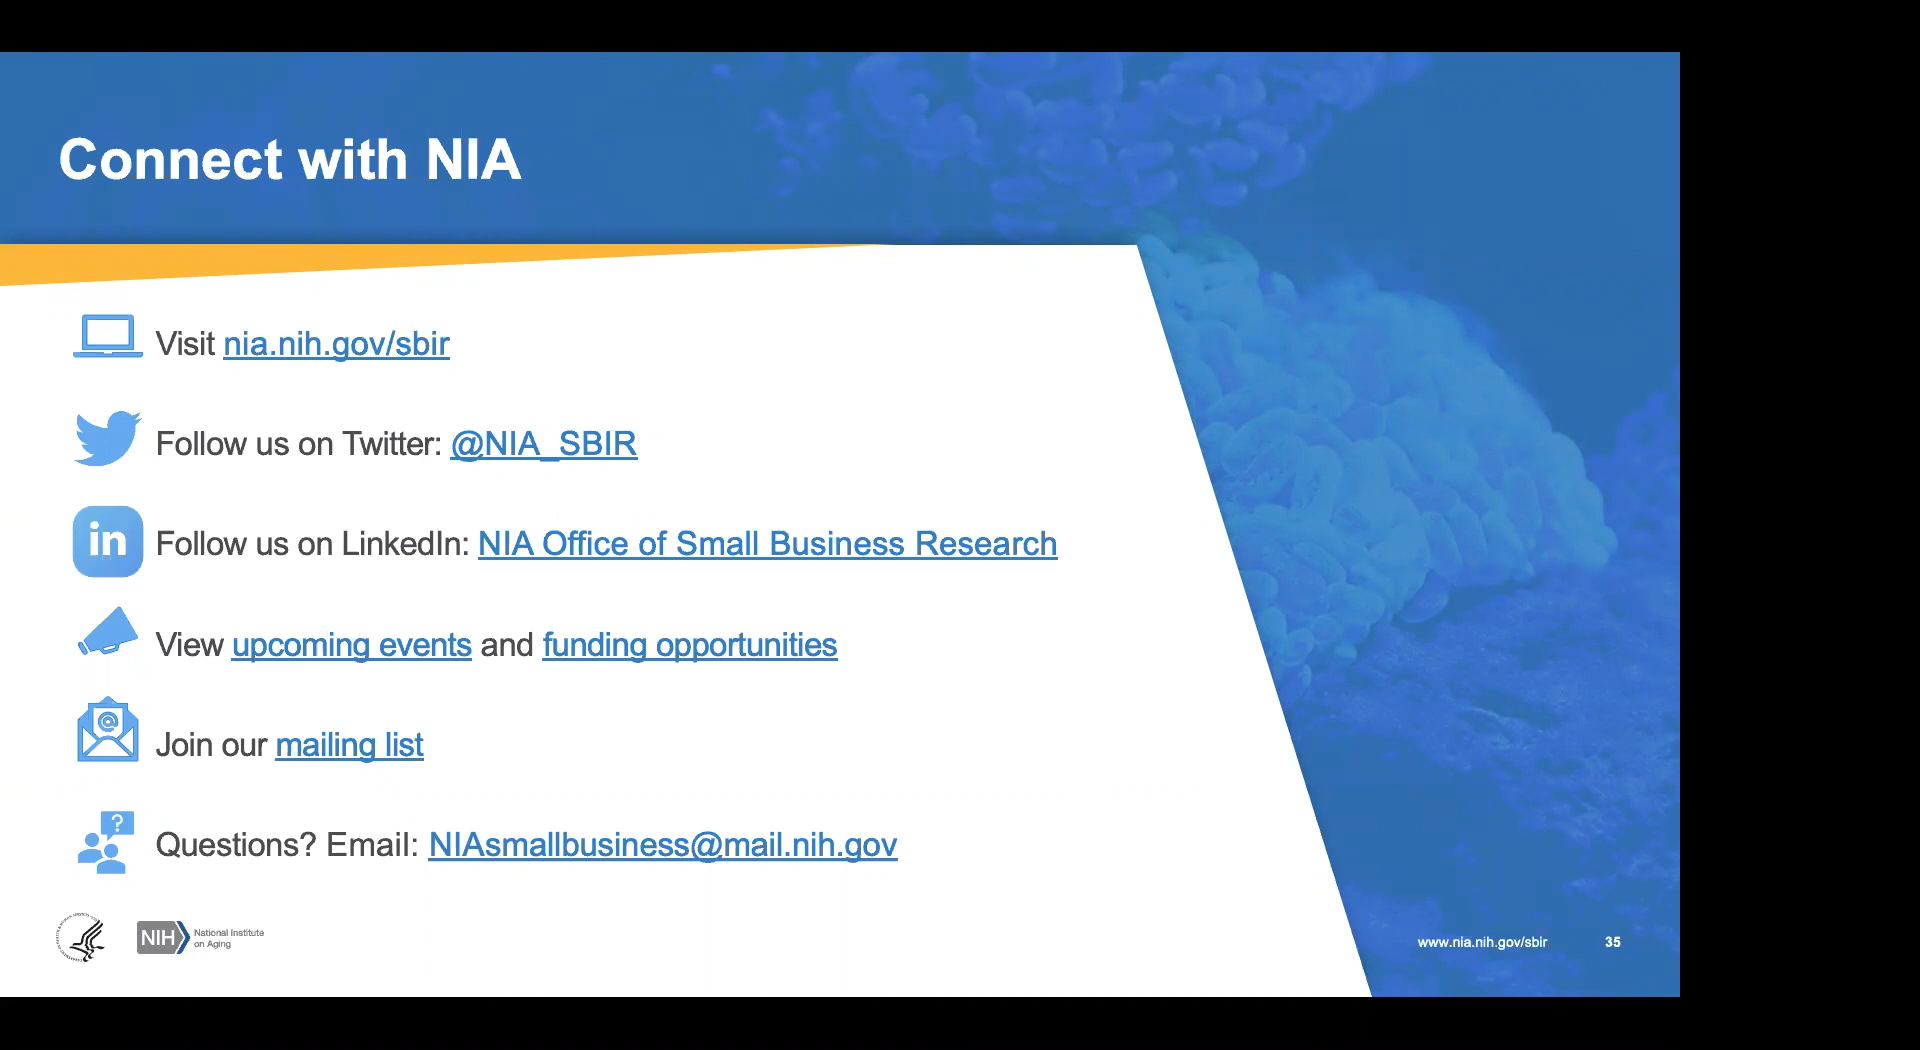 Connect with NIA
Visit nia.nih.gov/sbir
Follow us on Twitter: @NIA_SBIR
in
Follow us on LinkedIn: NIA Office of Small Business Research
View upcoming events and funding opportunities
@
Join our mailing list
?
Questions? Email: NIAsmallbusiness@mail.nih.gov
NIH
National Institute
on Aging
www.nia.nih.gov/sbir
35